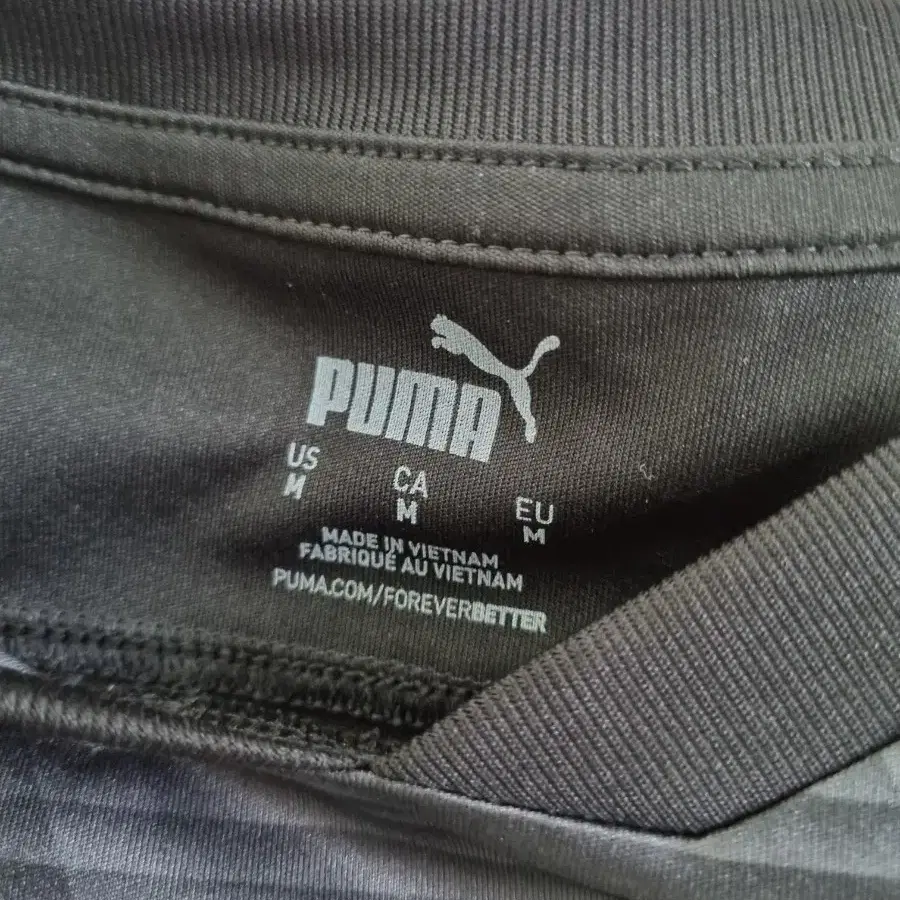 PUMA
US CA EU
M M M
MADE IN VIETNAM
FABRIQUÉ AU VIETNAM
PUMA.COM/FOREVERBETTER